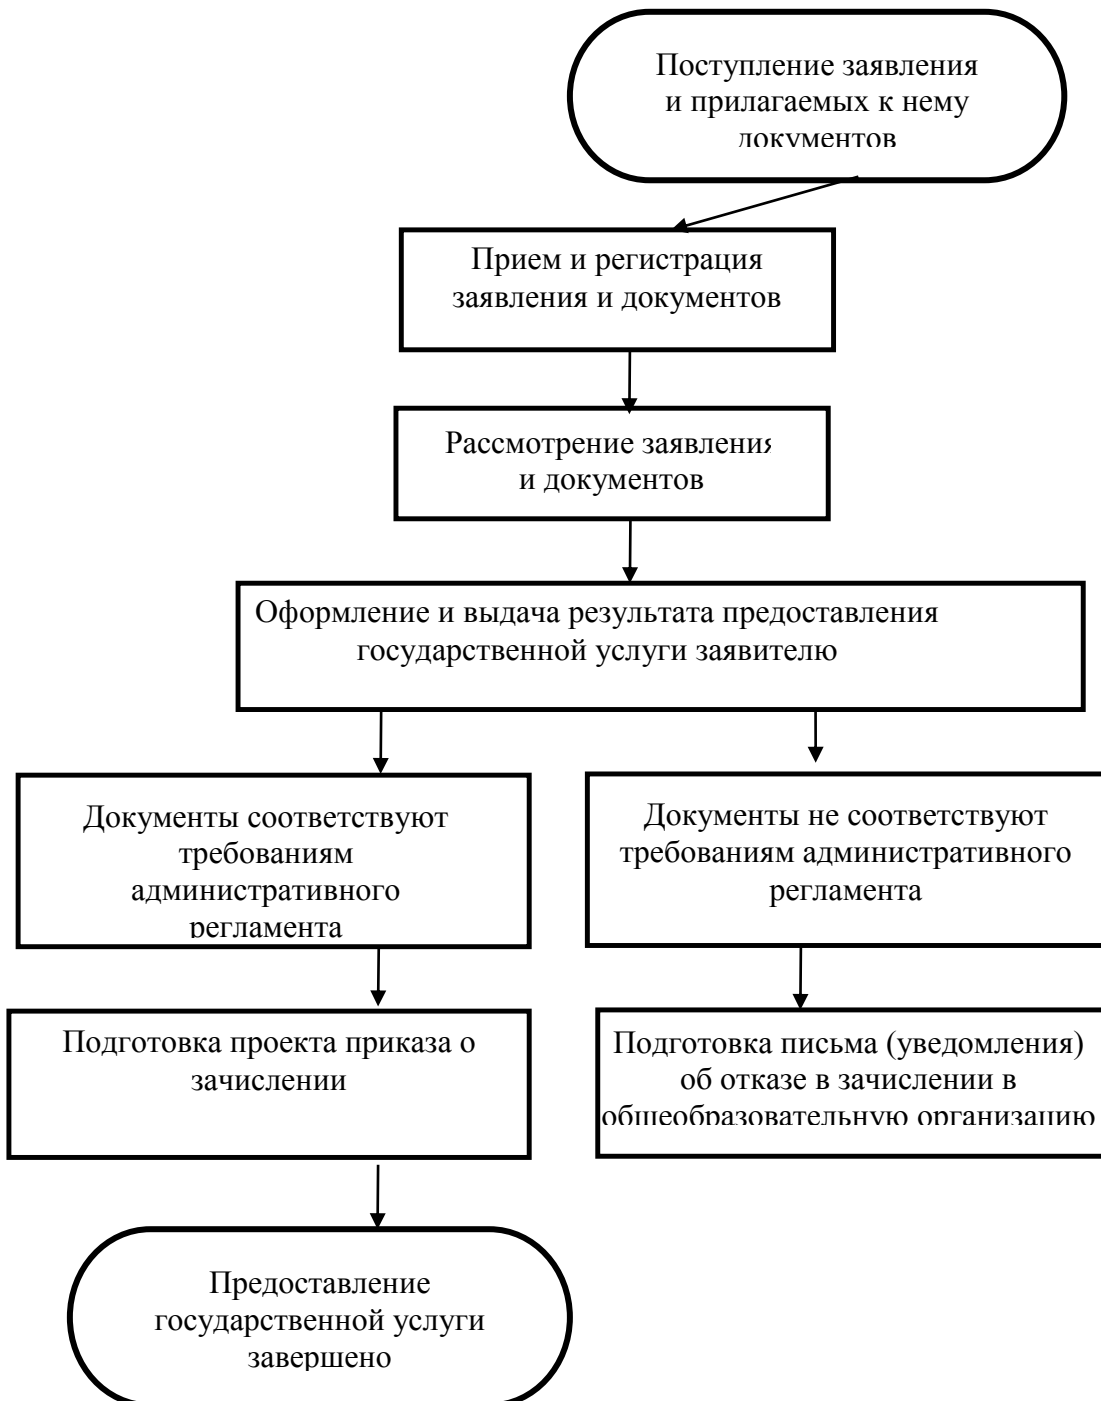 Поступление заявления
и прилагаемых к нему
документов
Прием и регистрация
заявления и документов
Рассмотрение заявления
и документов
Оформление и выдача результата предоставления
государственной услуги заявителю
Документы соответствуют
требованиям
административного
регламента
Документы не соответствуют
требованиям административного
регламента
Подготовка проекта приказа о
зачислении
Подготовка письма (уведомления)
об отказе в зачислении в
общеобразовательную организацию
Предоставление
государственной услуги
завершено